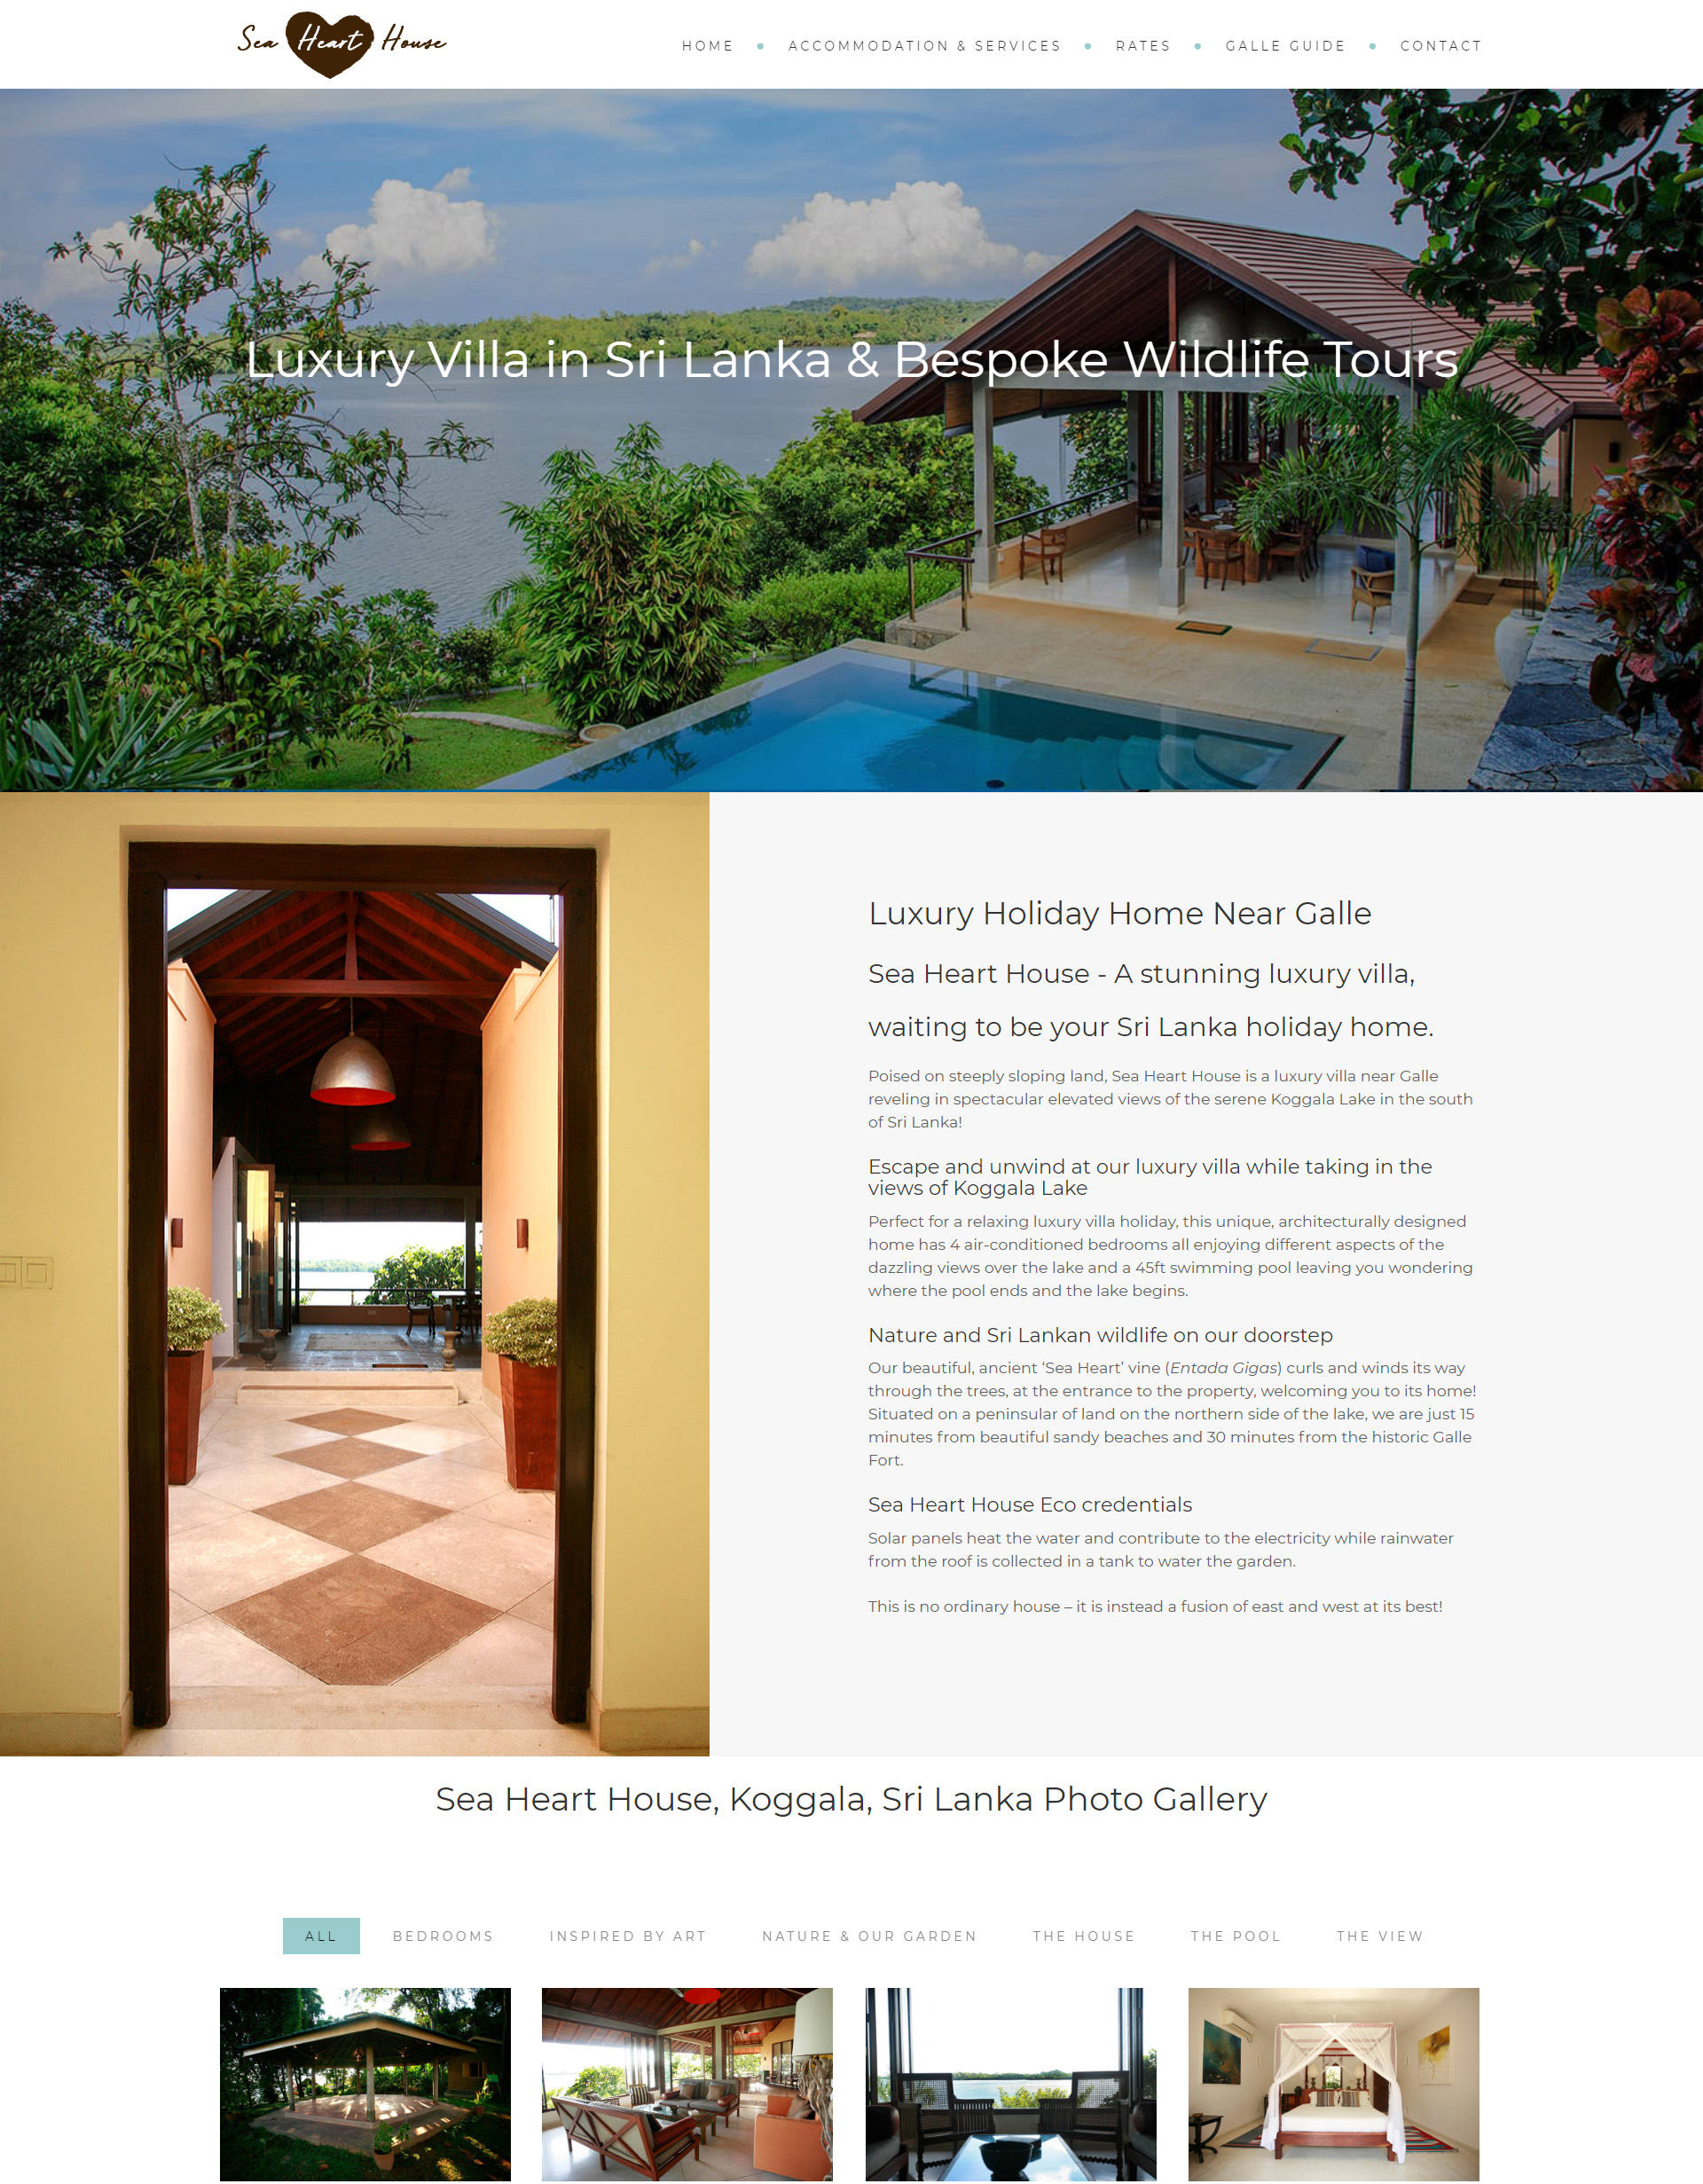 Sea Heart House
HOME
ACCOMMODATION & SERVICES
RATES
GALLE GUIDE
CONTACT
Luxury Villa in Sri Lanka & Bespoke Wildlife Tours
Luxury Holiday Home Near Galle
Sea Heart House - A stunning luxury villa,
waiting to be your Sri Lanka holiday home.
Poised on steeply sloping land, Sea Heart House is a luxury villa near Galle
reveling in spectacular elevated views of the serene Koggala Lake in the south
of Sri Lanka!
Escape and unwind at our luxury villa while taking in the
views of Koggala Lake
Perfect for a relaxing luxury villa holiday, this unique, architecturally designed
home has 4 air-conditioned bedrooms all enjoying different aspects of the
dazzling views over the lake and a 45ft swimming pool leaving you wondering
where the pool ends and the lake begins.
Nature and Sri Lankan wildlife on our doorstep
Our beautiful, ancient ‘Sea Heart’ vine (Entada Gigas) curls and winds its way
through the trees, at the entrance to the property, welcoming you to its home!
Situated on a peninsular of land on the northern side of the lake, we are just 15
minutes from beautiful sandy beaches and 30 minutes from the historic Galle
Fort.
Sea Heart House Eco credentials
Solar panels heat the water and contribute to the electricity while rainwater
from the roof is collected in a tank to water the garden.
This is no ordinary house – it is instead a fusion of east and west at its best!
Sea Heart House, Koggala, Sri Lanka Photo Gallery
ALL
BEDROOMS
INSPIRED BY ART
NATURE & OUR GARDEN
THE HOUSE
THE POOL
THE VIEW